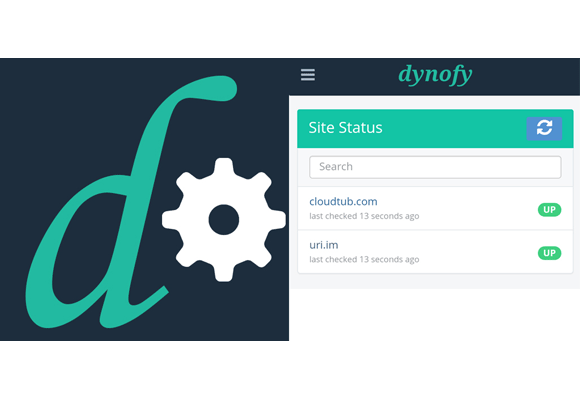 d
dynofy
Site Status
Search
cloudtub.com
UP
last checked 13 seconds ago
uri.im
UP
last checked 13 seconds ago